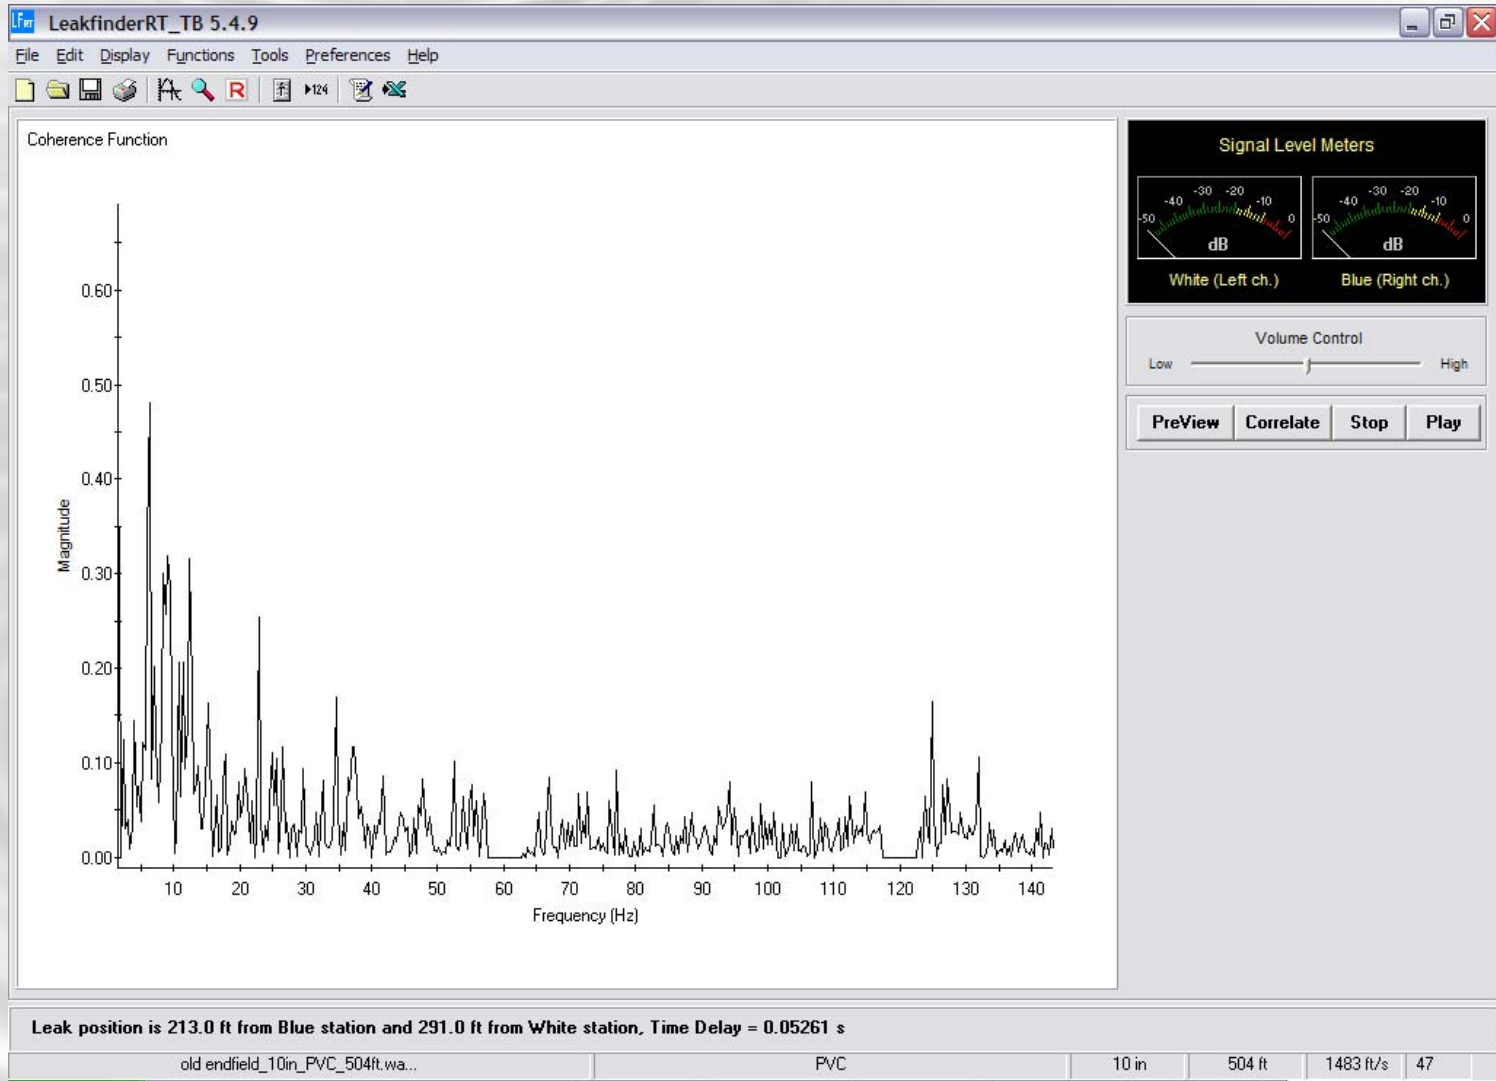 LFRT LeakfinderRT_TB 5.4.9
File Edit Display Functions Tools Preferences Help
R 124
Coherence Function
Signal Level Meters
-50 -40 -30 -20 -10 0
dB
White (Left ch.)
-50 -40 -30 -20 -10 0
dB
Blue (Right ch.)
Volume Control
Low High
PreView Correlate Stop Play
Magnitude
0.60
0.50
0.40
0.30
0.20
0.10
0.00
10 20 30 40 50 60 70 80 90 100 110 120 130 140
Frequency (Hz)
Leak position is 213.0 ft from Blue station and 291.0 ft from White station, Time Delay = 0.05261 s
old endfield_10in_PVC_504ft.wa... PVC 10 in 504 ft 1483 ft/s 47